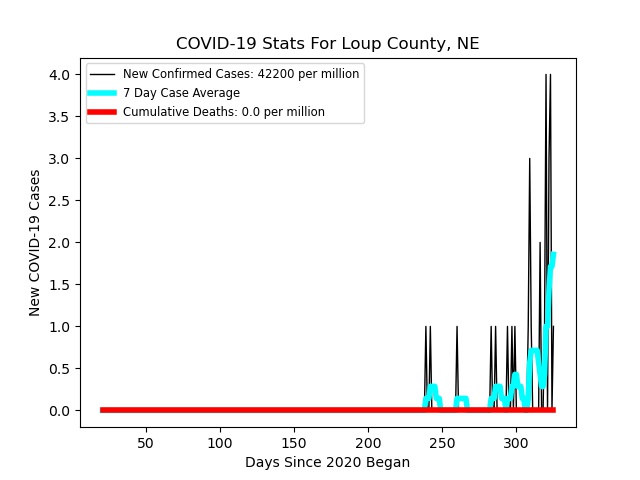 COVID-19 Stats For Loup County, NE
New Confirmed Cases: 42200 per million
7 Day Case Average
Cumulative Deaths: 0.0 per million
New COVID-19 Cases
4.0
3.5
3.0
2.5
2.0
1.5
1.0
0.5
0.0
50 100 150 200 250 300
Days Since 2020 Began